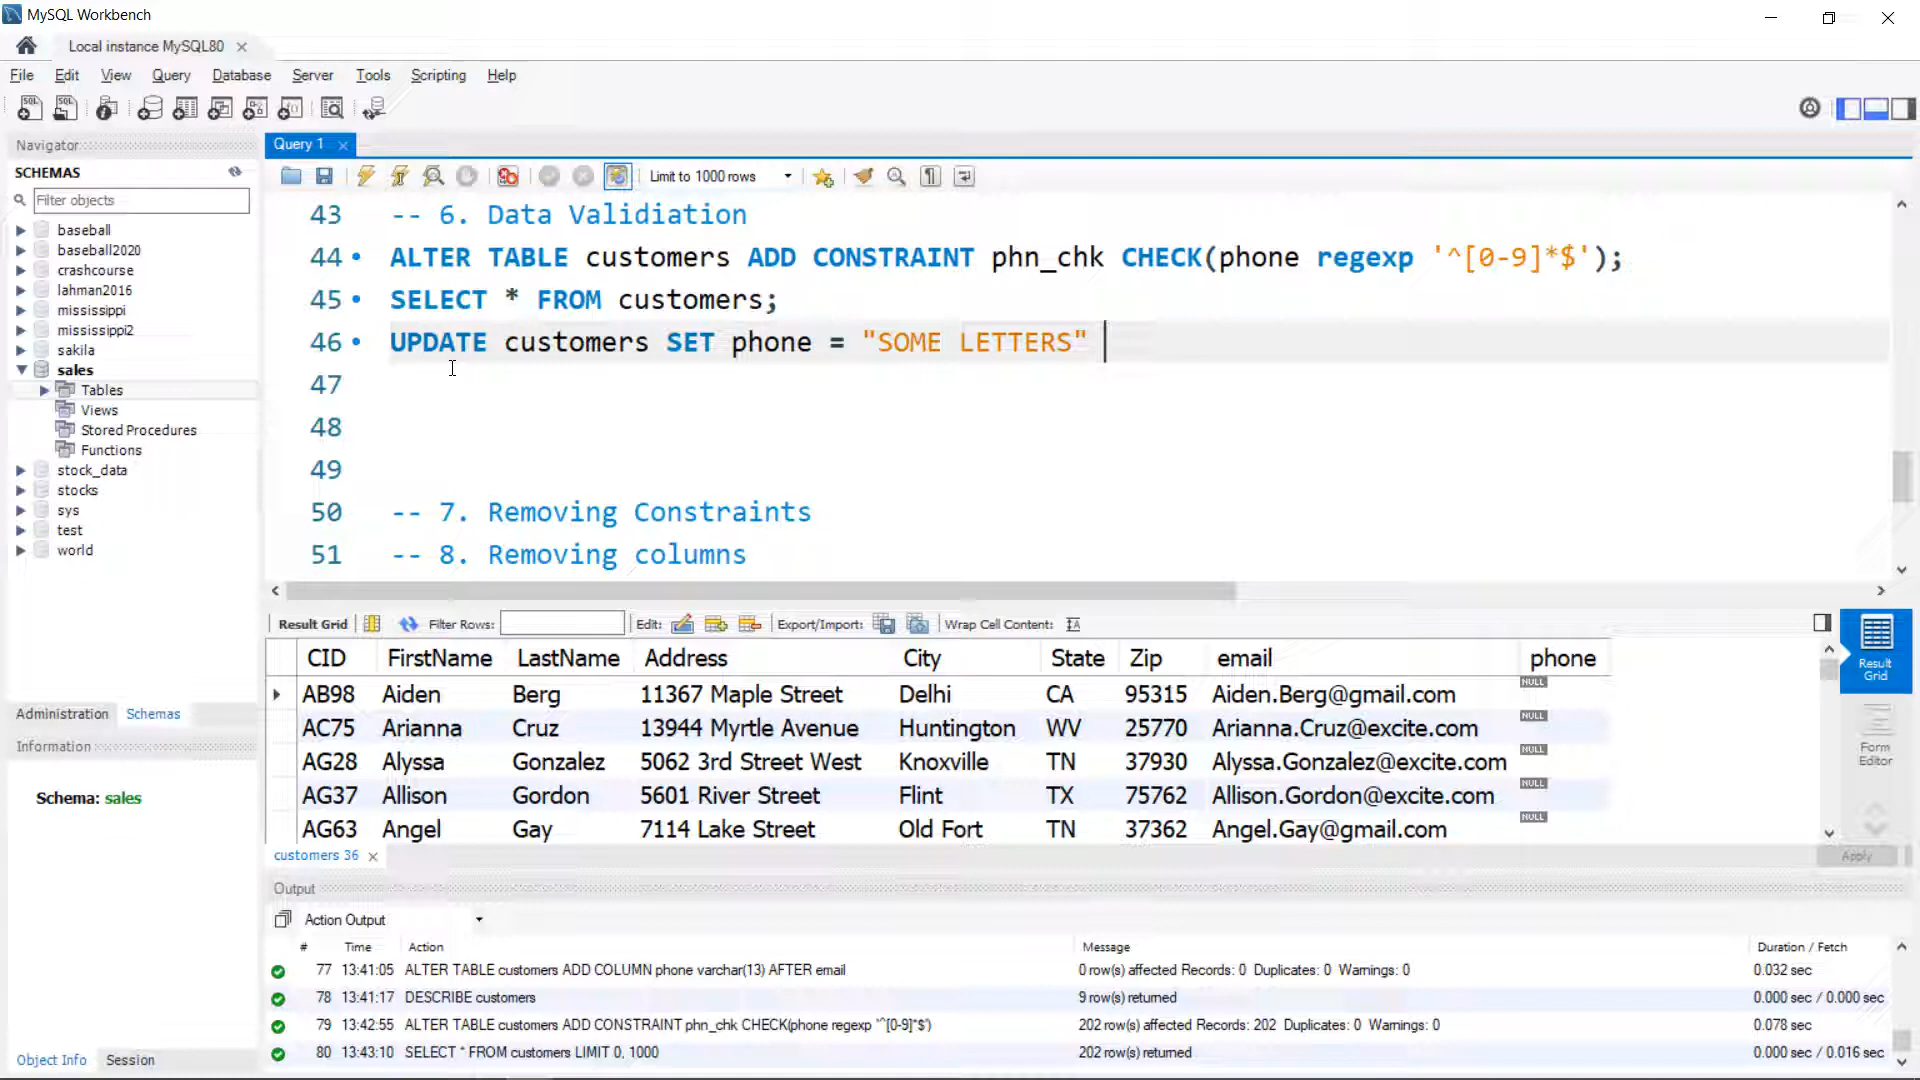 MySQL Workbench
Local instance MySQL80
File Edit View Query Database Server Tools Scripting Help
Navigator
SCHEMAS
Filter objects
baseball
baseball2020
crashcourse
lahman2016
mississippi
mississippi2
sakila
sales
Tables
Views
Stored Procedures
Functions
stock_data
stocks
sys
test
world
Administration Schemas
Information
Schema: sales
Object Info Session
Query 1
Limit to 1000 rows
43 -- 6. Data Validiation
44 ALTER TABLE customers ADD CONSTRAINT phn_chk CHECK(phone regexp '^[0-9]*$');
45 SELECT * FROM customers;
46 UPDATE customers SET phone = "SOME LETTERS"
47
48
49
50 -- 7. Removing Constraints
51 -- 8. Removing columns
Result Grid Filter Rows: Edit: Export/Import: Wrap Cell Content:
CID FirstName LastName Address City State Zip email phone
AB98 Aiden Berg 11367 Maple Street Delhi CA 95315 Aiden.Berg@gmail.com NULL
AC75 Arianna Cruz 13944 Myrtle Avenue Huntington WV 25770 Arianna.Cruz@excite.com NULL
AG28 Alyssa Gonzalez 5062 3rd Street West Knoxville TN 37930 Alyssa.Gonzalez@excite.com NULL
AG37 Allison Gordon 5601 River Street Flint TX 75762 Allison.Gordon@excite.com NULL
AG63 Angel Gay 7114 Lake Street Old Fort TN 37362 Angel.Gay@gmail.com NULL
Result
Grid
Form
Editor
customers 36
Apply
Output
Action Output
# Time Action Message Duration / Fetch
77 13:41:05 ALTER TABLE customers ADD COLUMN phone varchar(13) AFTER email 0 row(s) affected Records: 0 Duplicates: 0 Warnings: 0 0.032 sec
78 13:41:17 DESCRIBE customers 9 row(s) returned 0.000 sec / 0.000 sec
79 13:42:55 ALTER TABLE customers ADD CONSTRAINT phn_chk CHECK(phone regexp '^[0-9]*$') 202 row(s) affected Records: 202 Duplicates: 0 Warnings: 0 0.078 sec
80 13:43:10 SELECT * FROM customers LIMIT 0, 1000 202 row(s) returned 0.000 sec / 0.016 sec